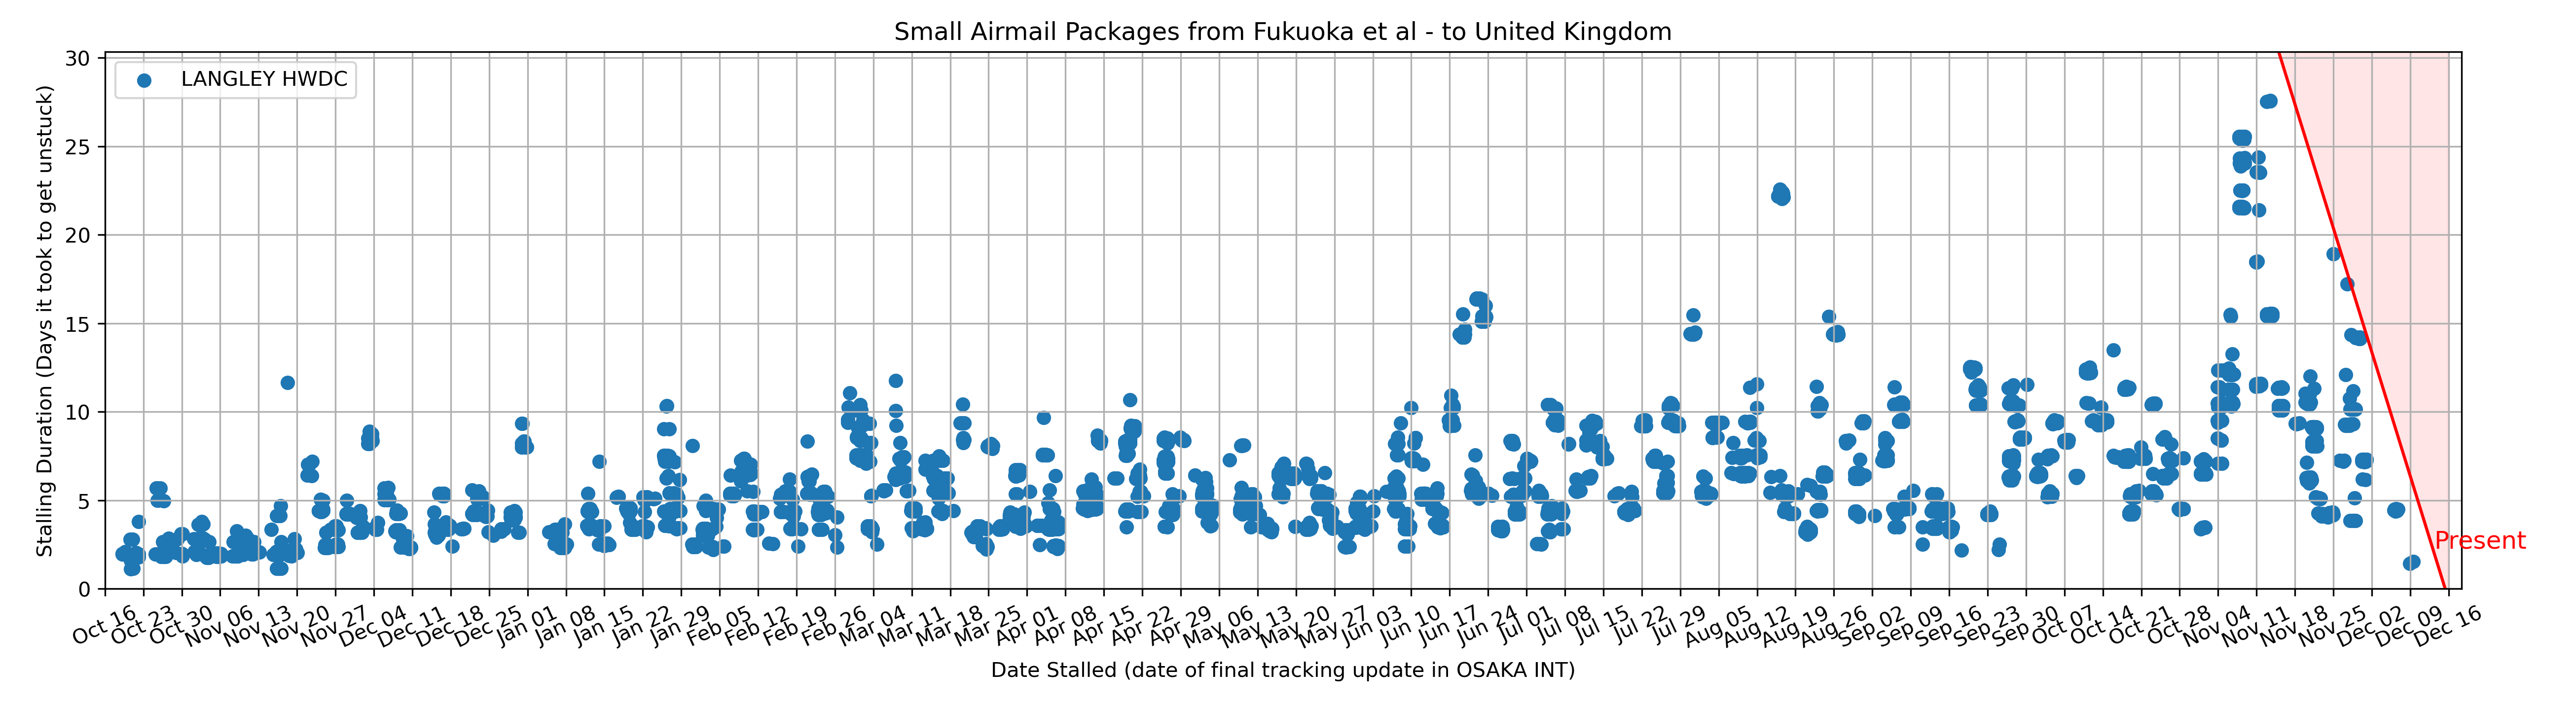 Small Airmail Packages from Fukuoka et al - to United Kingdom
LANGLEY HWDC
Stalling Duration (Days it took to get unstuck)
30
25
20
15
10
5
0
Present
Oct 16
Oct 23
Oct 30
Nov 06
Nov 13
Nov 20
Nov 27
Dec 04
Dec 11
Dec 18
Dec 25
Jan 01
Jan 08
Jan 15
Jan 22
Jan 29
Feb 05
Feb 12
Feb 19
Feb 26
Mar 04
Mar 11
Mar 18
Mar 25
Apr 01
Apr 08
Apr 15
Apr 22
Apr 29
May 06
May 13
May 20
May 27
Jun 03
Jun 10
Jun 17
Jun 24
Jul 01
Jul 08
Jul 15
Jul 22
Jul 29
Aug 05
Aug 12
Aug 19
Aug 26
Sep 02
Sep 09
Sep 16
Sep 23
Sep 30
Oct 07
Oct 14
Oct 21
Oct 28
Nov 04
Nov 11
Nov 18
Nov 25
Dec 02
Dec 09
Dec 16
Date Stalled (date of final tracking update in OSAKA INT)